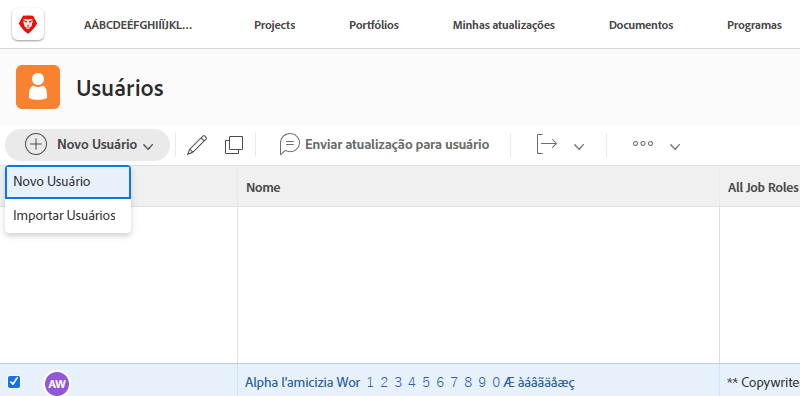 AÁBCDEÉFGHIÍÏJKL... Projects Portfólios Minhas atualizações Documentos Programas
Usuários
Novo Usuário Enviar atualização para usuário
Novo Usuário
Importar Usuários
Nome All Job Roles
AW Alpha l'amicizia Wor 1 2 3 4 5 6 7 8 9 0 Æ àáâãäåæç ** Copywrite